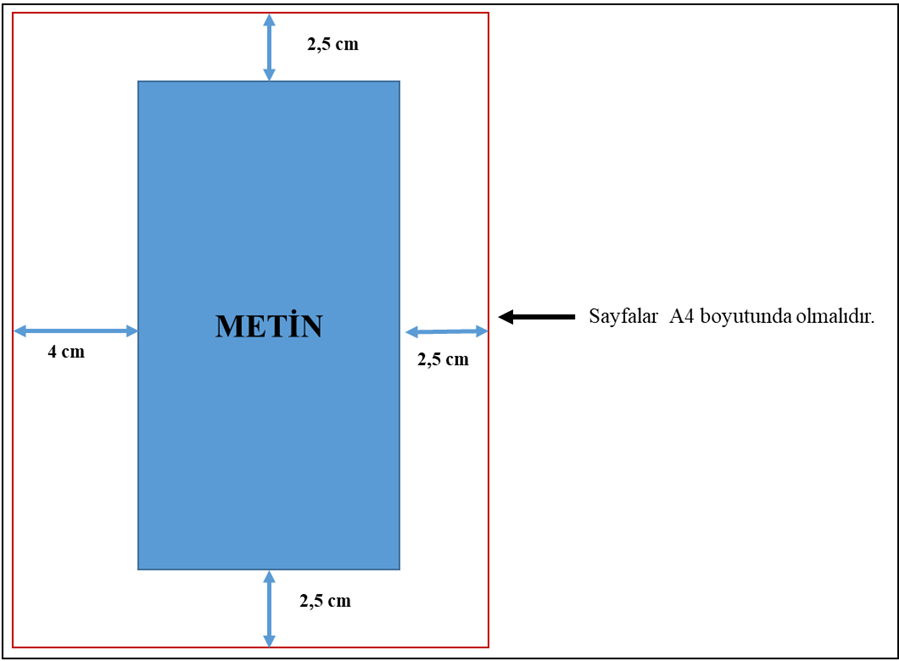 2,5 cm
METİN
Sayfalar A4 boyutunda olmalıdır.
4 cm
2,5 cm
2,5 cm